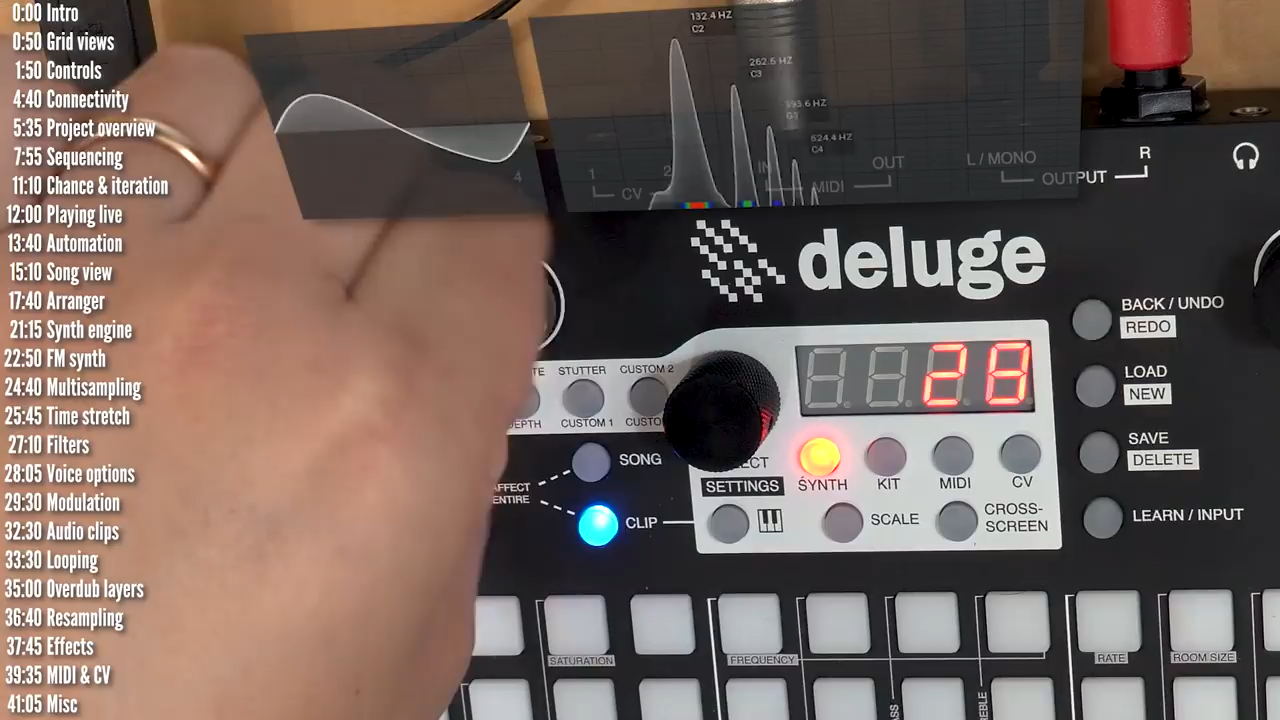 0:00 Intro
0:50 Grid views
1:50 Controls
4:40 Connectivity
5:35 Project overview
7:55 Sequencing
11:10 Chance & iteration
12:00 Playing live
13:40 Automation
15:10 Song view
17:40 Arranger
21:15 Synth engine
22:50 FM synth
24:40 Multisampling
25:45 Time stretch
27:10 Filters
28:05 Voice options
29:30 Modulation
32:30 Audio clips
33:30 Looping
35:00 Overdub layers
36:40 Resampling
37:45 Effects
39:35 MIDI & CV
41:05 Misc
132.4 HZ
C2
262.5 HZ
C3
393.6 HZ
524.4 HZ
C4
4
1 2
CV
IN OUT
MIDI
L / MONO R
OUTPUT
deluge
28
STUTTER CUSTOM 2
CUSTOM 1
SONG
ENTIRE
CLIP
SETTINGS
SYNTH KIT MIDI CV
SCALE
CROSS-
SCREEN
BACK / UNDO
REDO
LOAD
NEW
SAVE
DELETE
LEARN / INPUT
SATURATION FREQUENCY RATE ROOM SIZE